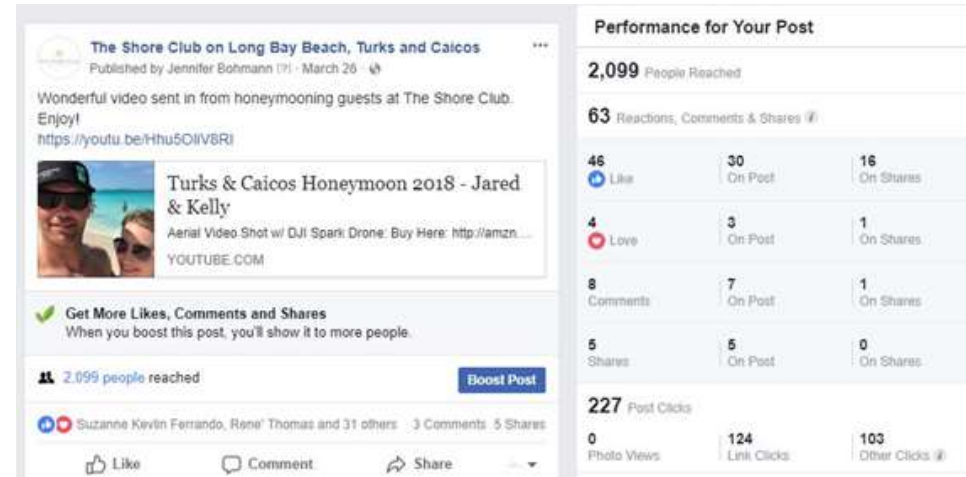 The Shore Club on Long Bay Beach, Turks and Caicos
Published by Jennifer Bohmann [?] · March 26 ·
Wonderful video sent in from honeymooning guests at The Shore Club.
Enjoy!
https://youtu.be/Hhu5OIIV8RI
Turks & Caicos Honeymoon 2018 - Jared
& Kelly
Aerial Video Shot w/ DJI Spark Drone: Buy Here: http://amzn....
YOUTUBE.COM
Get More Likes, Comments and Shares
When you boost this post, you'll show it to more people.
2,099 people reached
Boost Post
Suzanne Kevlin Ferrando, Rene' Thomas and 31 others 3 Comments 5 Shares
Like Comment Share
Performance for Your Post
2,099 People Reached
63 Reactions, Comments & Shares
46 30 16
Like On Post On Shares
4 3 1
Love On Post On Shares
8 7 1
Comments On Post On Shares
5 5 0
Shares On Post On Shares
227 Post Clicks
0 124 103
Photo Views Link Clicks Other Clicks